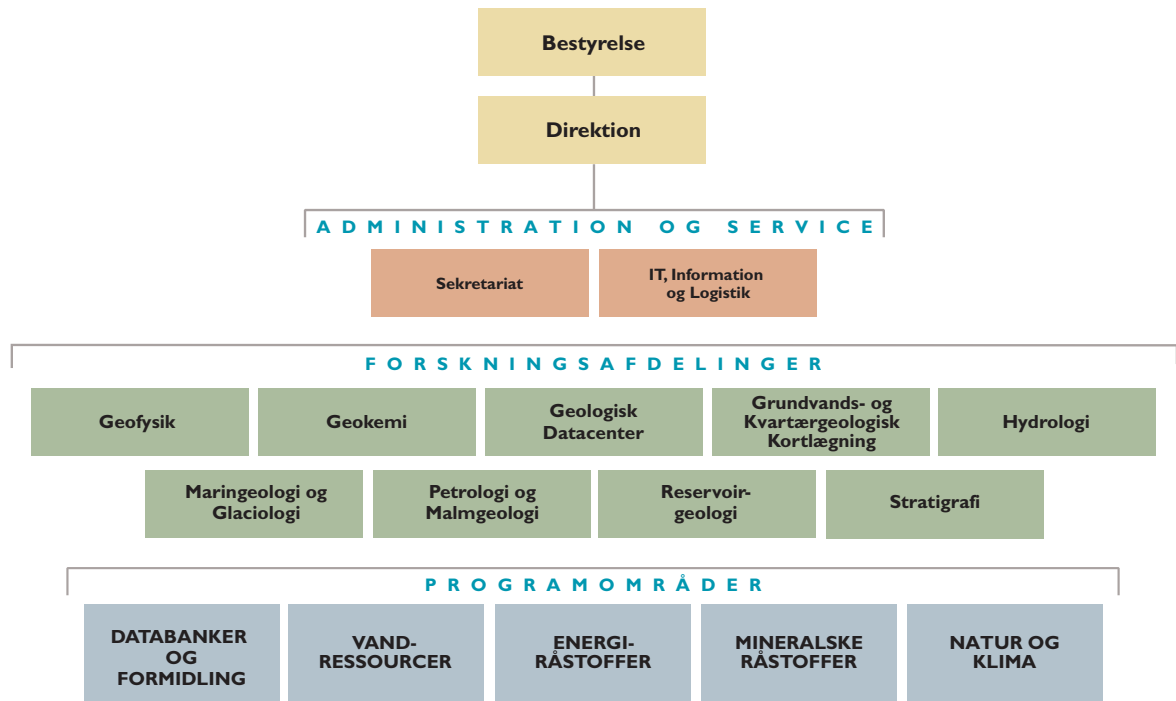 Bestyrelse
Direktion
ADMINISTRATION OG SERVICE
Sekretariat
IT, Information
og Logistik
FORSKNINGSAFDELINGER
Geofysik
Geokemi
Geologisk
Datacenter
Grundvands- og
Kvartærgeologisk
Kortlægning
Hydrologi
Maringeologi og
Glaciologi
Petrologi og
Malmgeologi
Reservoir-
geologi
Stratigrafi
PROGRAMOMRÅDER
DATABANKER
OG
FORMIDLING
VAND-
RESSOURCER
ENERGI-
RÅSTOFFER
MINERALSKE
RÅSTOFFER
NATUR OG
KLIMA